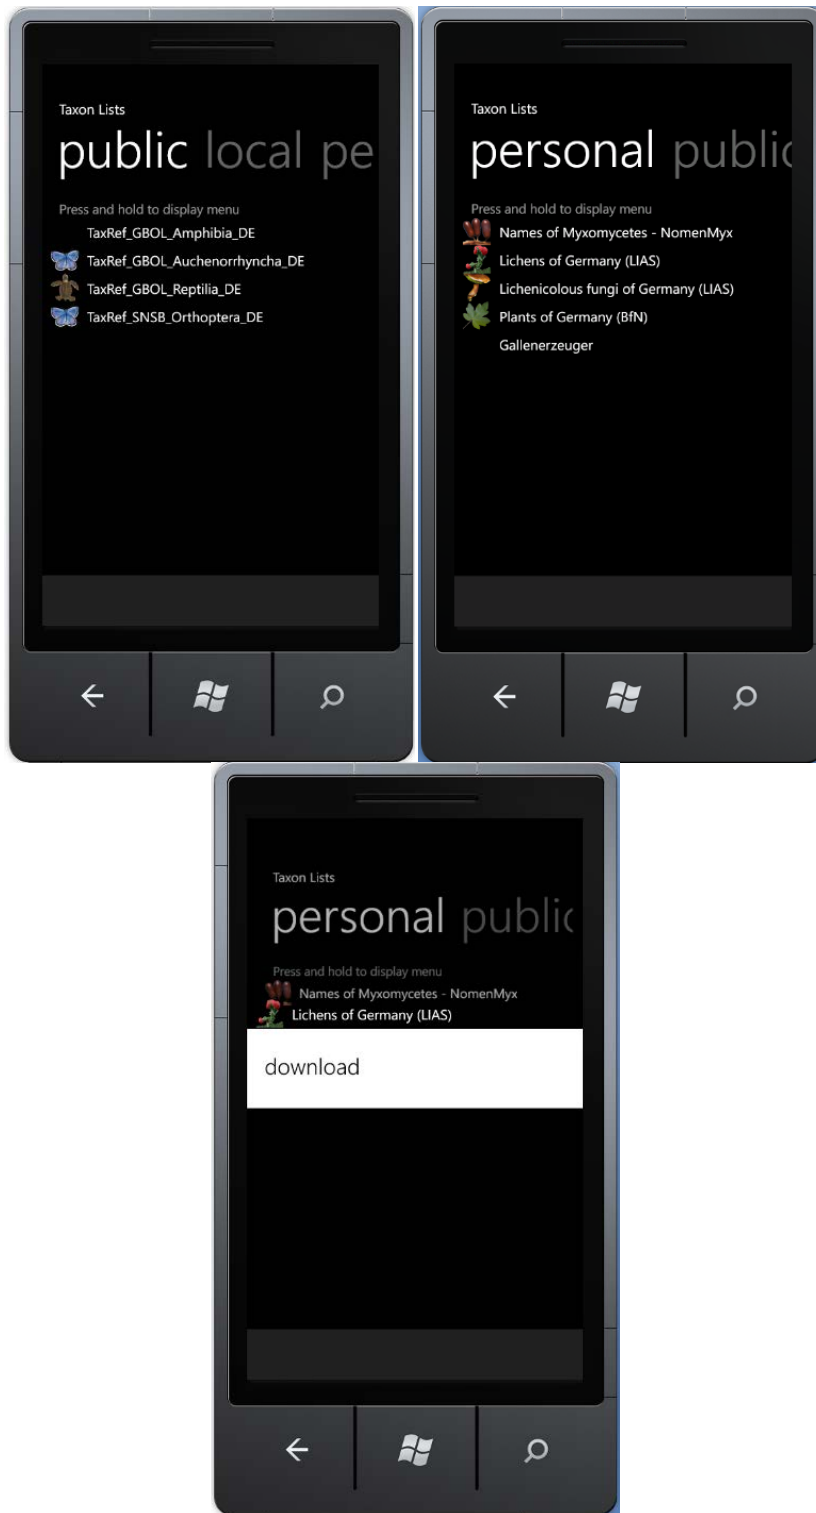 Taxon Lists
public local pe
Press and hold to display menu
TaxRef_GBOL_Amphibia_DE
TaxRef_GBOL_Auchenorrhyncha_DE
TaxRef_GBOL_Reptilia_DE
TaxRef_SNSB_Orthoptera_DE
Taxon Lists
personal public
Press and hold to display menu
Names of Myxomycetes - NomenMyx
Lichens of Germany (LIAS)
Lichenicolous fungi of Germany (LIAS)
Plants of Germany (BfN)
Gallenerzeuger
Taxon Lists
personal public
Press and hold to display menu
Names of Myxomycetes - NomenMyx
Lichens of Germany (LIAS)
download